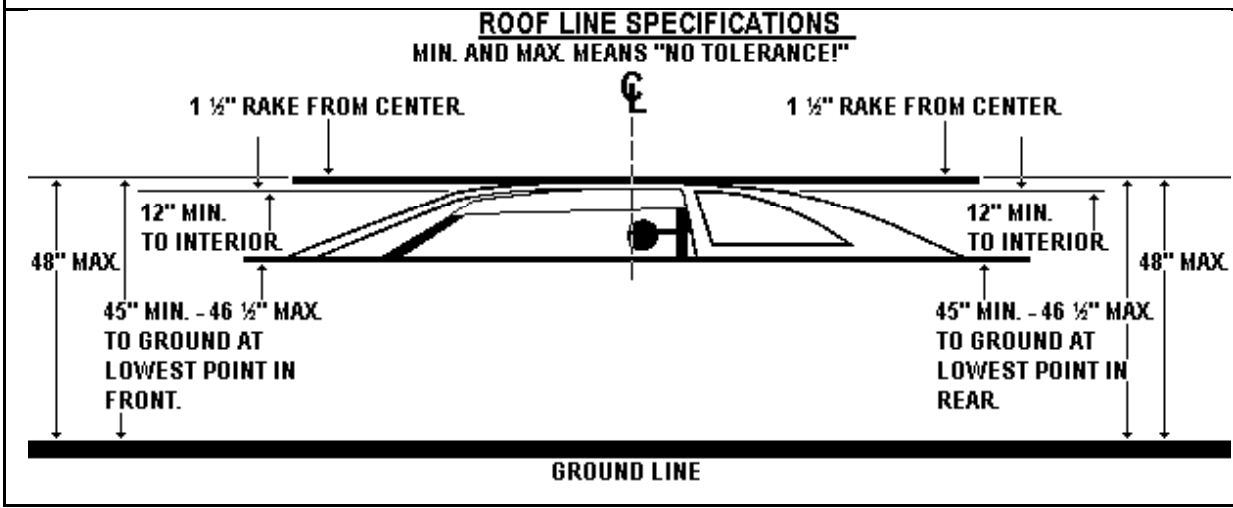 ROOF LINE SPECIFICATIONS
MIN. AND MAX. MEANS "NO TOLERANCE!"
CL
1 ½" RAKE FROM CENTER.
1 ½" RAKE FROM CENTER.
12" MIN.
TO INTERIOR.
12" MIN.
TO INTERIOR.
48" MAX.
48" MAX.
45" MIN. - 46 ½" MAX.
TO GROUND AT
LOWEST POINT IN
FRONT.
45" MIN. - 46 ½" MAX.
TO GROUND AT
LOWEST POINT IN
REAR.
GROUND LINE